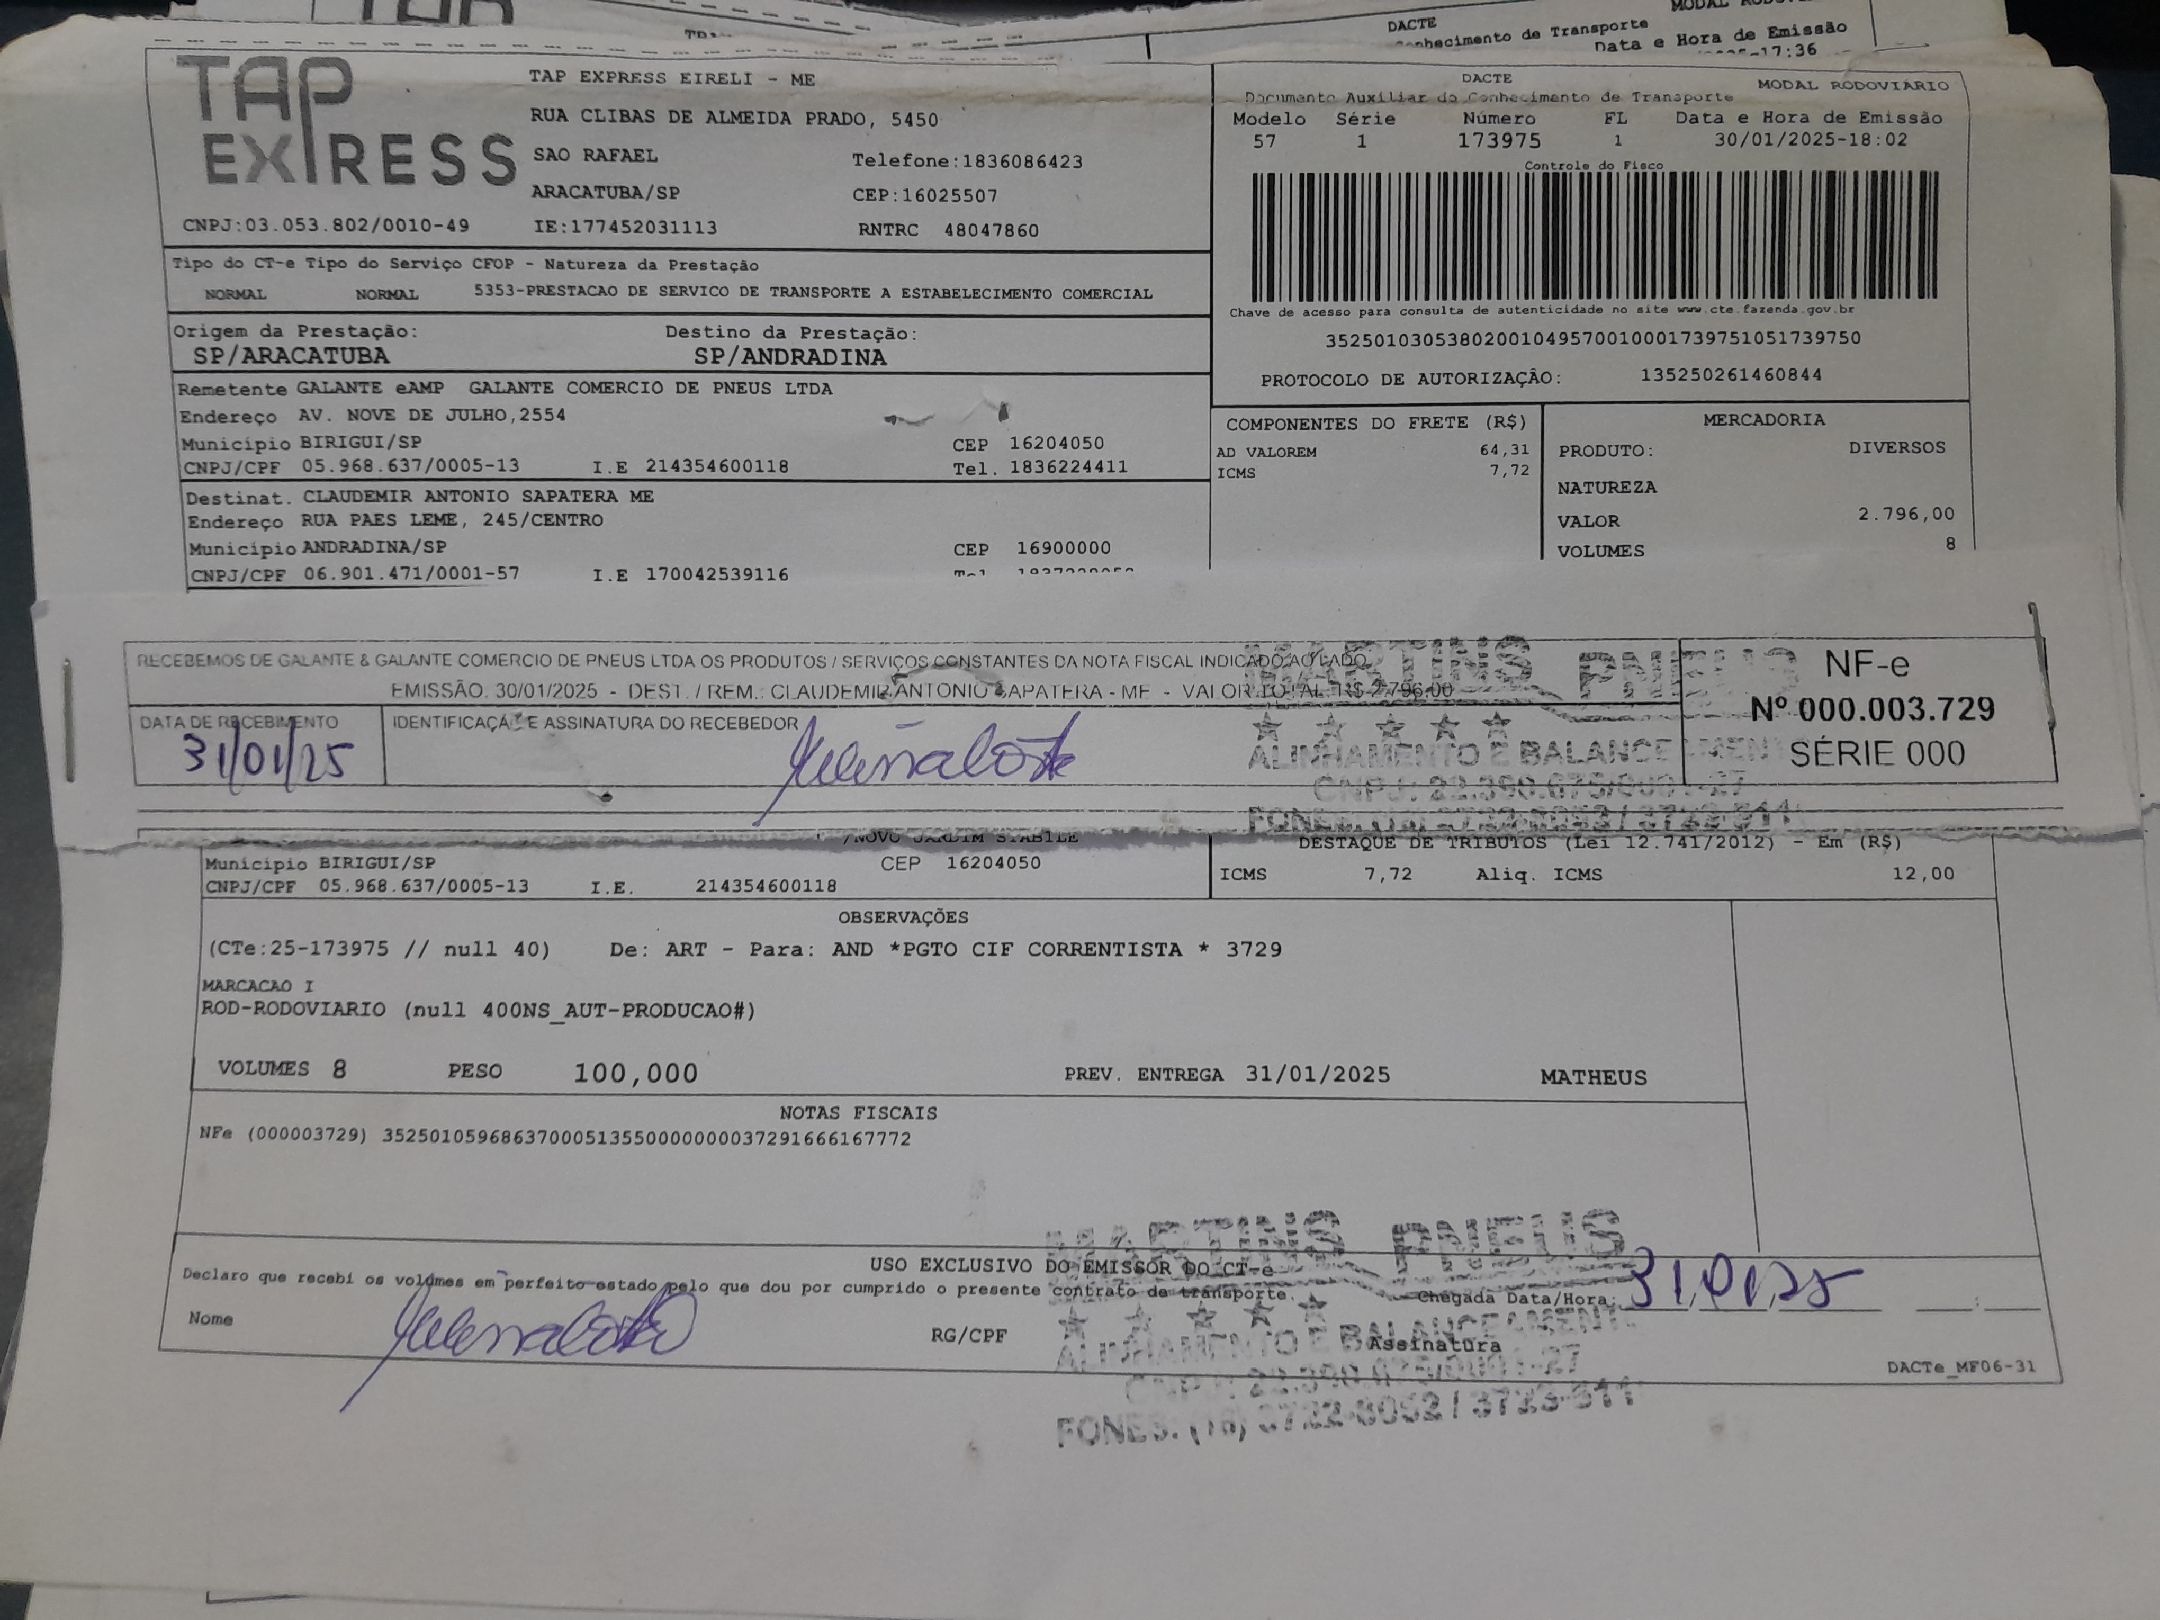 DACTE
MODAL RODOV
Conhecimento de Transporte
Data e Hora de Emissão
-17:36
TAP EXPRESS
TAP EXPRESS EIRELI - ME
RUA CLIBAS DE ALMEIDA PRADO, 5450
SAO RAFAEL Telefone:1836086423
ARACATUBA/SP CEP:16025507
CNPJ:03.053.802/0010-49 IE:177452031113 RNTRC 48047860
DACTE MODAL RODOVIÁRIO
Documento Auxiliar do Conhecimento de Transporte
Modelo Série Número FL Data e Hora de Emissão
57 1 173975 1 30/01/2025-18:02
Controle do Fisco
Chave de acesso para consulta de autenticidade no site www.cte.fazenda.gov.br
35250103053802001049570010001739751051739750
PROTOCOLO DE AUTORIZAÇÃO: 135250261460844
Tipo do CT-e Tipo do Serviço CFOP - Natureza da Prestação
NORMAL NORMAL 5353-PRESTACAO DE SERVICO DE TRANSPORTE A ESTABELECIMENTO COMERCIAL
Origem da Prestação: Destino da Prestação:
SP/ARACATUBA SP/ANDRADINA
Remetente GALANTE eAMP GALANTE COMERCIO DE PNEUS LTDA
Endereço AV. NOVE DE JULHO,2554
Município BIRIGUI/SP CEP 16204050
CNPJ/CPF 05.968.637/0005-13 I.E 214354600118 Tel. 1836224411
Destinat. CLAUDEMIR ANTONIO SAPATERA ME
Endereço RUA PAES LEME, 245/CENTRO
Município ANDRADINA/SP CEP 16900000
CNPJ/CPF 06.901.471/0001-57 I.E 170042539116
COMPONENTES DO FRETE (R$)
AD VALOREM 64,31
ICMS 7,72
MERCADORIA
PRODUTO: DIVERSOS
NATUREZA
VALOR 2.796,00
VOLUMES 8
RECEBEMOS DE GALANTE & GALANTE COMERCIO DE PNEUS LTDA OS PRODUTOS / SERVIÇOS CONSTANTES DA NOTA FISCAL INDICADO AO LADO
EMISSÃO: 30/01/2025 - DEST. / REM.: CLAUDEMIR ANTONIO SAPATERA - ME - VALOR TOTAL: R$ 2.796,00
DATA DE RECEBIMENTO IDENTIFICAÇÃO E ASSINATURA DO RECEBEDOR
31/01/25
NF-e
Nº 000.003.729
SÉRIE 000
MARTINS PNEUS
ALINHAMENTO E BALANCEAMENTO
/NOVO JARDIM STABILE
Município BIRIGUI/SP CEP 16204050
CNPJ/CPF 05.968.637/0005-13 I.E. 214354600118
DESTAQUE DE TRIBUTOS (Lei 12.741/2012) - Em (R$)
ICMS 7,72 Aliq. ICMS 12,00
OBSERVAÇÕES
(CTe:25-173975 // null 40) De: ART - Para: AND *PGTO CIF CORRENTISTA * 3729
MARCACAO I
ROD-RODOVIARIO (null 400NS_AUT-PRODUCAO#)
VOLUMES 8 PESO 100,000 PREV. ENTREGA 31/01/2025 MATHEUS
NOTAS FISCAIS
NFe (000003729) 35250105968637000513550000000037291666167772
USO EXCLUSIVO DO EMISSOR DO CT-e
Declaro que recebi os volumes em perfeito estado pelo que dou por cumprido o presente contrato de transporte.
Chegada Data/Hora: 31,01,25
Nome RG/CPF Assinatura
MARTINS PNEUS
ALINHAMENTO E BALANCEAMENTO
DACTe_MF06-31